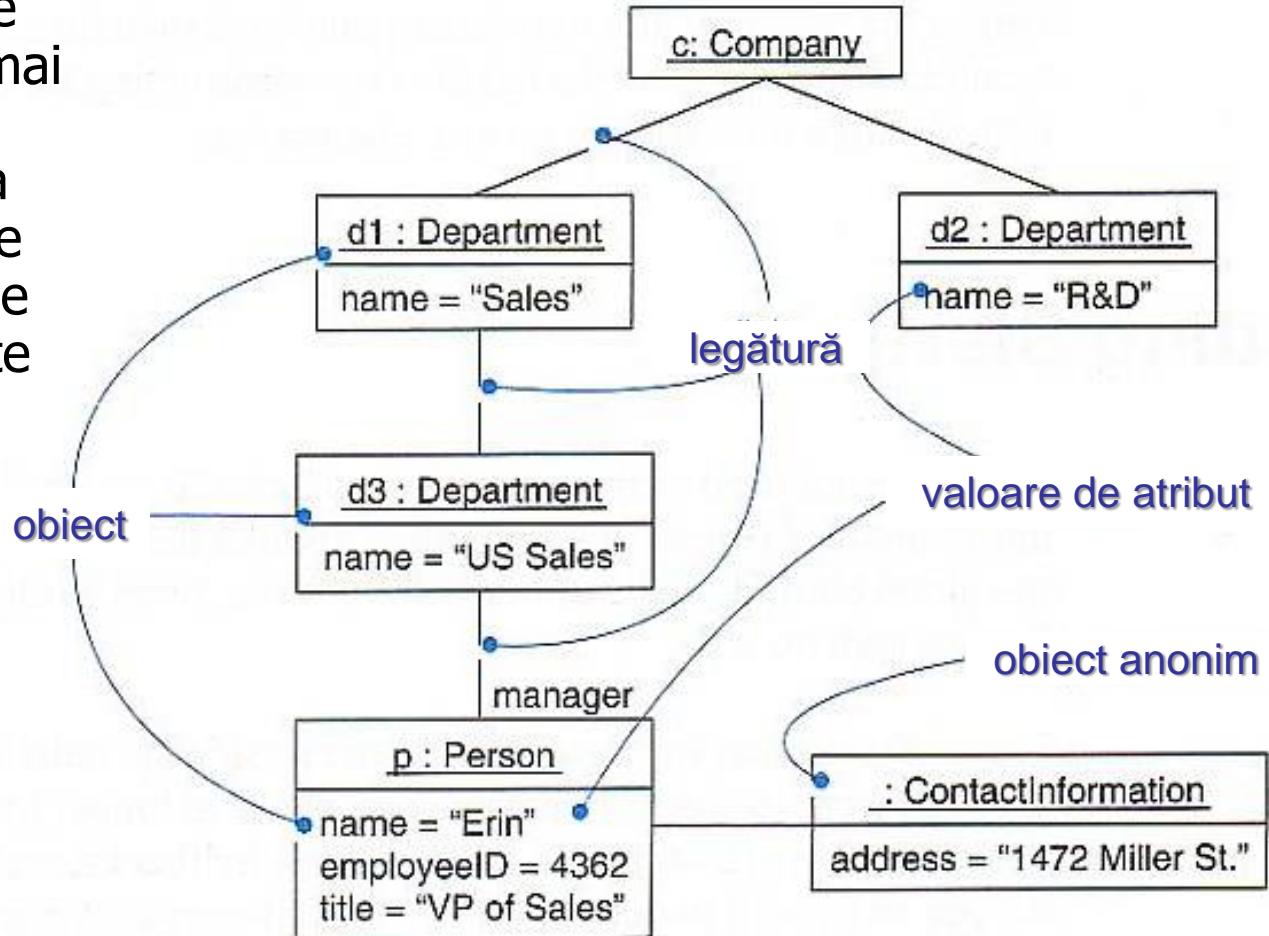 c: Company
mai
d1 : Department
name = “Sales”
d2 : Department
name = “R&D”
legătură
d3 : Department
name = “US Sales”
obiect
valoare de atribut
obiect anonim
manager
p : Person
name = “Erin”
employeeID = 4362
title = “VP of Sales”
: ContactInformation
address = “1472 Miller St.”